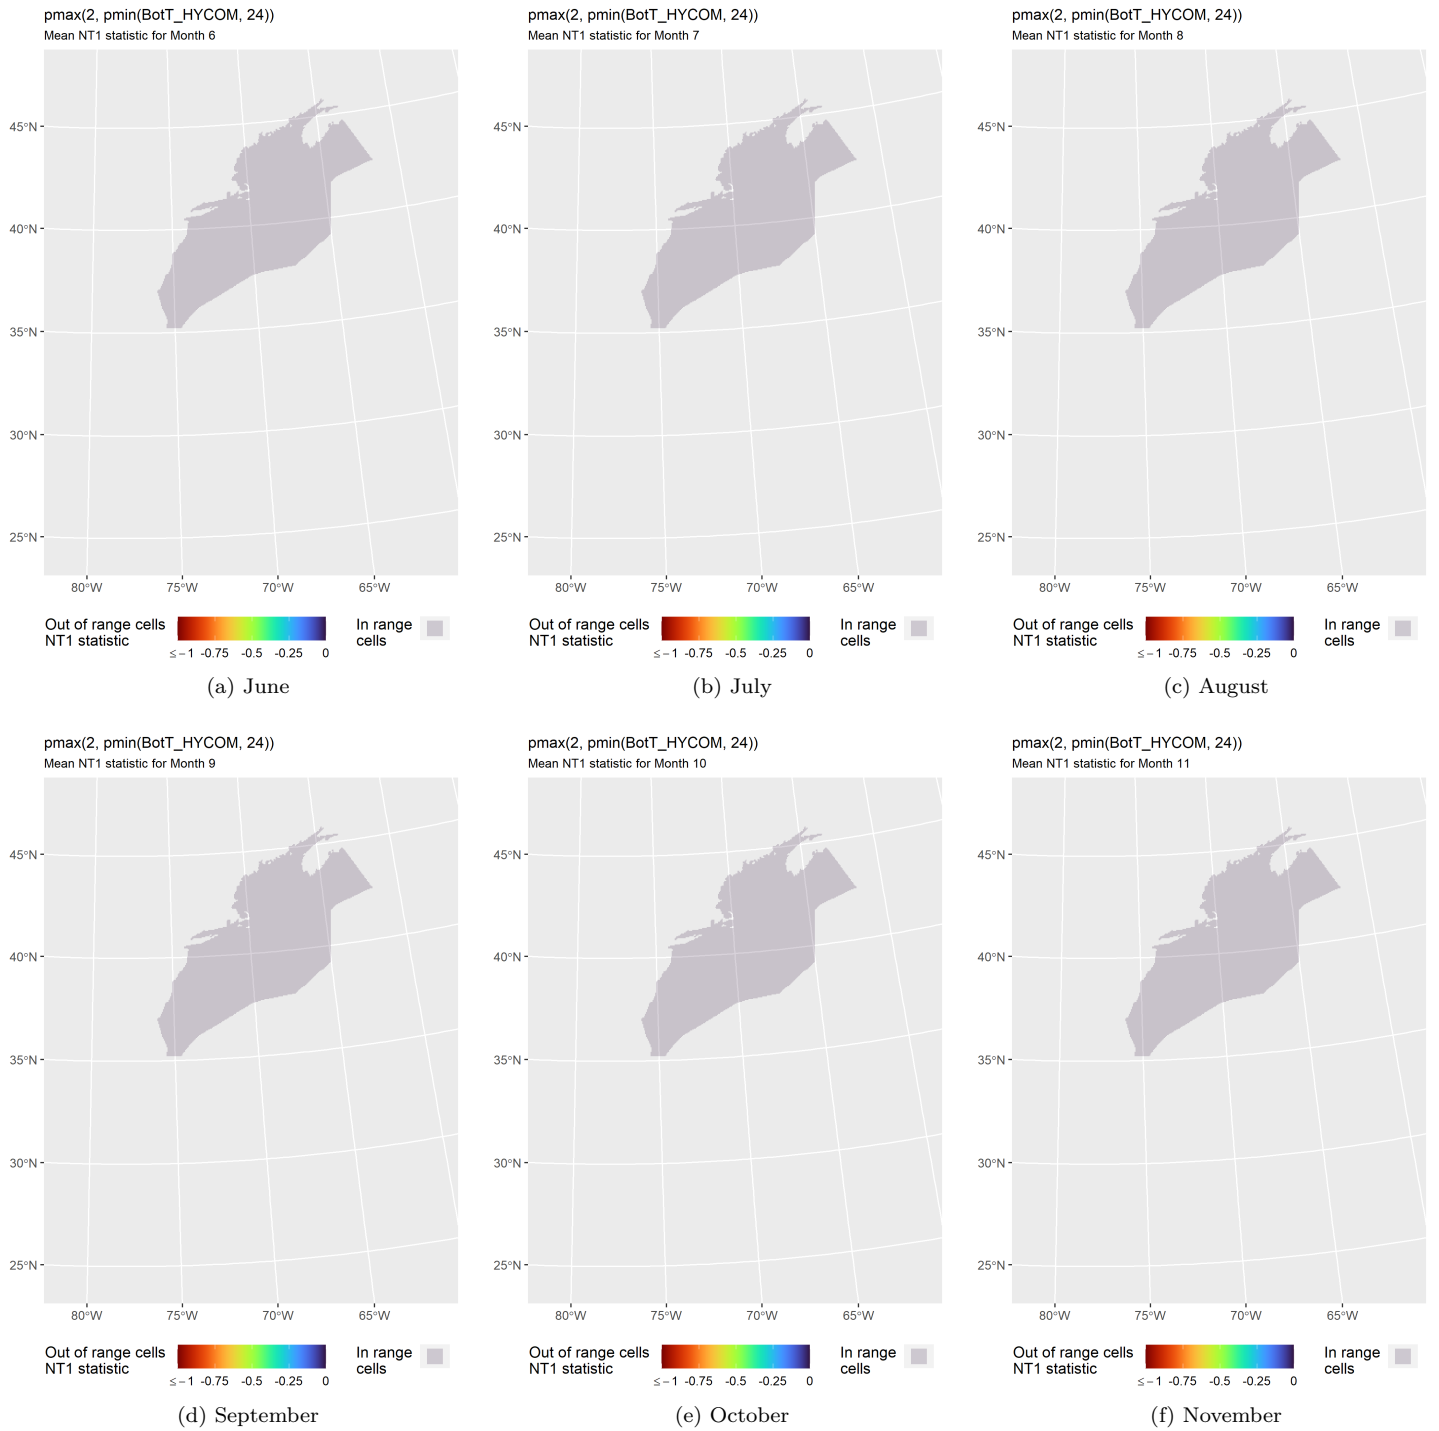 pmax(2, pmin(BotT_HYCOM, 24))
Mean NT1 statistic for Month 6
45°N
40°N
35°N
30°N
25°N
80°W 75°W 70°W 65°W
Out of range cells
NT1 statistic
≤ − 1 -0.75 -0.5 -0.25 0
In range
cells
(a) June
pmax(2, pmin(BotT_HYCOM, 24))
Mean NT1 statistic for Month 7
45°N
40°N
35°N
30°N
25°N
80°W 75°W 70°W 65°W
Out of range cells
NT1 statistic
≤ − 1 -0.75 -0.5 -0.25 0
In range
cells
(b) July
pmax(2, pmin(BotT_HYCOM, 24))
Mean NT1 statistic for Month 8
45°N
40°N
35°N
30°N
25°N
80°W 75°W 70°W 65°W
Out of range cells
NT1 statistic
≤ − 1 -0.75 -0.5 -0.25 0
In range
cells
(c) August
pmax(2, pmin(BotT_HYCOM, 24))
Mean NT1 statistic for Month 9
45°N
40°N
35°N
30°N
25°N
80°W 75°W 70°W 65°W
Out of range cells
NT1 statistic
≤ − 1 -0.75 -0.5 -0.25 0
In range
cells
(d) September
pmax(2, pmin(BotT_HYCOM, 24))
Mean NT1 statistic for Month 10
45°N
40°N
35°N
30°N
25°N
80°W 75°W 70°W 65°W
Out of range cells
NT1 statistic
≤ − 1 -0.75 -0.5 -0.25 0
In range
cells
(e) October
pmax(2, pmin(BotT_HYCOM, 24))
Mean NT1 statistic for Month 11
45°N
40°N
35°N
30°N
25°N
80°W 75°W 70°W 65°W
Out of range cells
NT1 statistic
≤ − 1 -0.75 -0.5 -0.25 0
In range
cells
(f) November